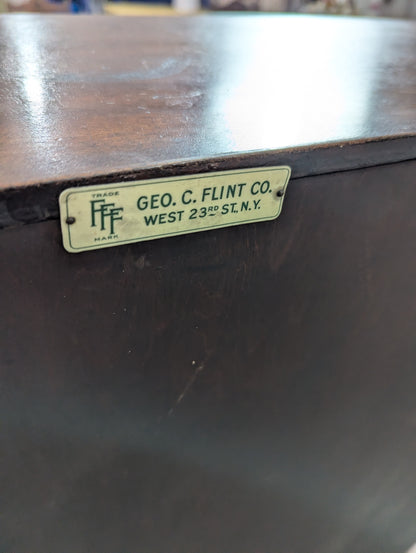 TRADE
FFF
MARK
GEO. C. FLINT CO.
WEST 23RD ST. N.Y.